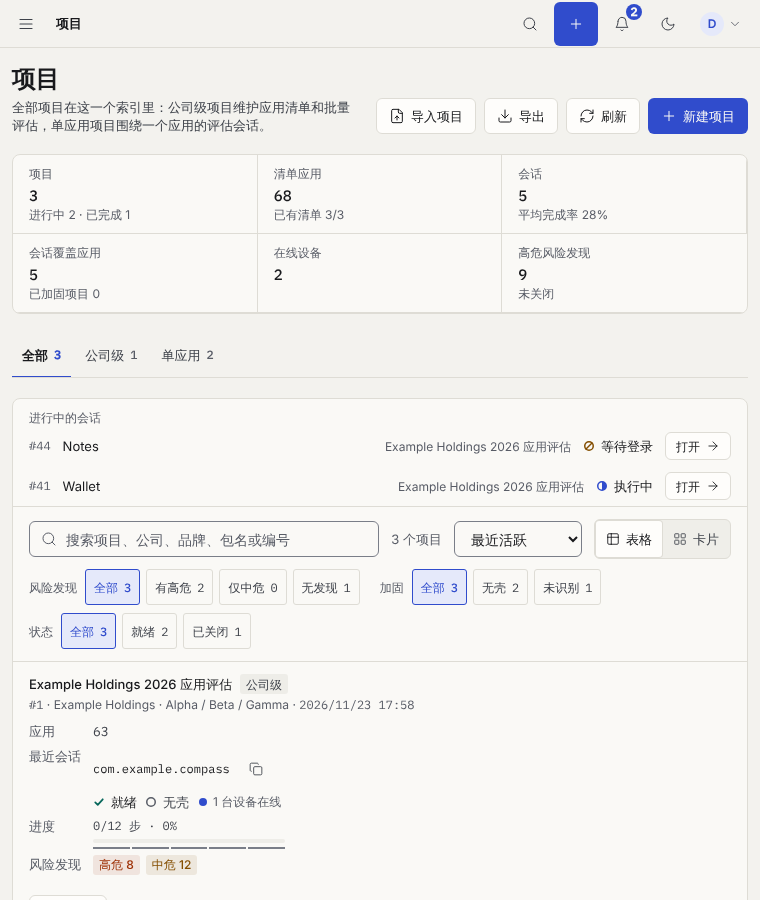 项目
2
D
项目
全部项目在这一个索引里：公司级项目维护应用清单和批量
评估，单应用项目围绕一个应用的评估会话。
导入项目
导出
刷新
新建项目
项目
3
进行中 2 · 已完成 1
清单应用
68
已有清单 3/3
会话
5
平均完成率 28%
会话覆盖应用
5
已加固项目 0
在线设备
2
高危风险发现
9
未关闭
全部 3
公司级 1
单应用 2
进行中的会话
#44 Notes Example Holdings 2026 应用评估 等待登录 打开
#41 Wallet Example Holdings 2026 应用评估 执行中 打开
搜索项目、公司、品牌、包名或编号
3 个项目
最近活跃
表格
卡片
风险发现 全部 3 有高危 2 仅中危 0 无发现 1 加固 全部 3 无壳 2 未识别 1
状态 全部 3 就绪 2 已关闭 1
Example Holdings 2026 应用评估 公司级
#1 · Example Holdings · Alpha / Beta / Gamma · 2026/11/23 17:58
应用 63
最近会话
com.example.compass
就绪 无壳 1 台设备在线
进度 0/12 步 · 0%
风险发现 高危 8 中危 12